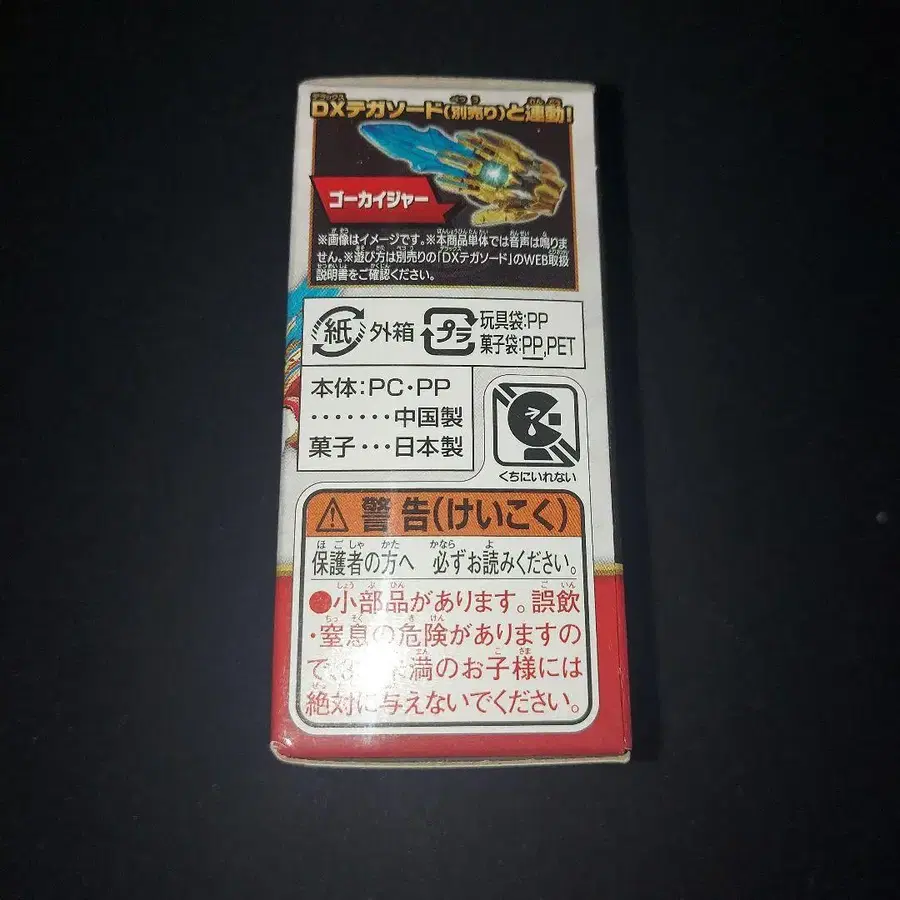 DXテガソード(別売り)と連動!
ゴーカイジャー
※画像はイメージです。※本商品単体では音声は鳴りま
せん。※遊び方は別売りの「DXテガソード」のWEB取扱
説明書をご確認ください。
紙 外箱 プラ 玩具袋:PP
菓子袋:PP,PET
本体:PC・PP
・・・・・・・中国製
菓子・・・日本製
くちにいれない
警告(けいこく)
保護者の方へ 必ずお読みください。
●小部品があります。誤飲
・窒息の危険がありますの
で、3 未満のお子様には
絶対に与えないでください。